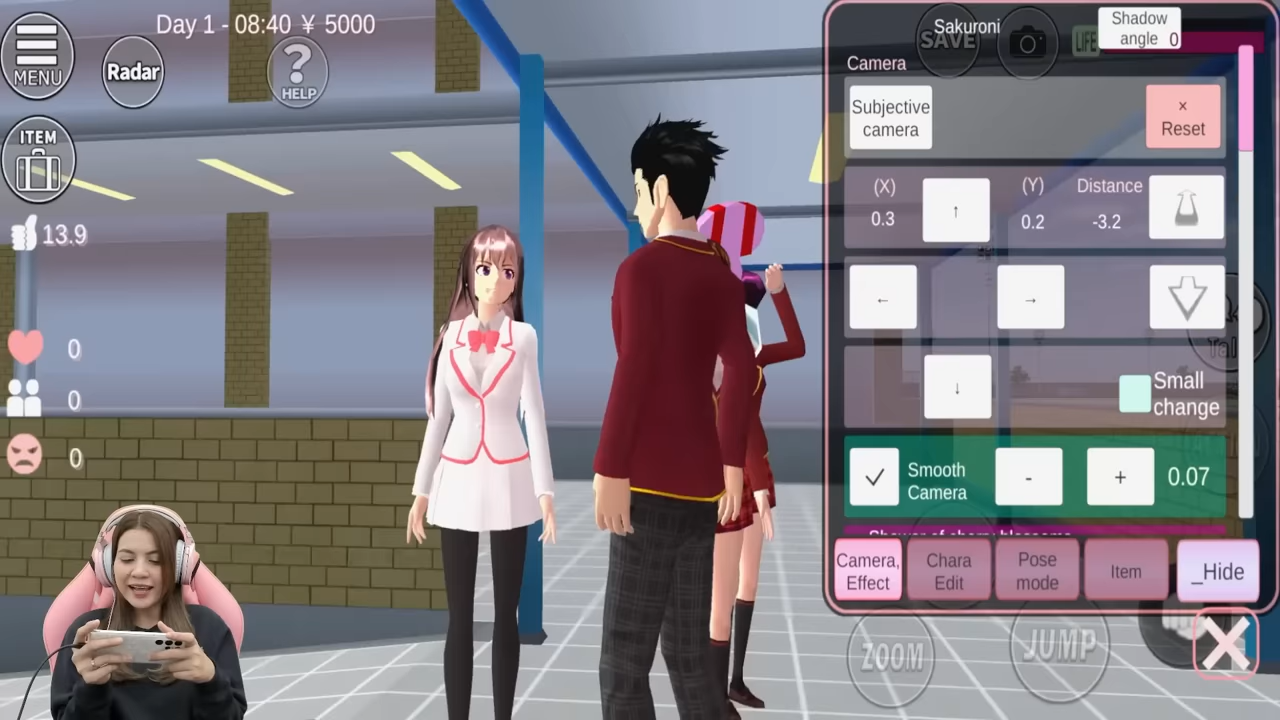 Day 1 - 08:40 ¥ 5000
MENU
Radar
?
HELP
ITEM
13.9
0
0
0
Sakuroni
SAVE
LIFE
Shadow
angle 0
Camera
Subjective
camera
×
Reset
(X)
0.3
↑
(Y)
0.2
Distance
-3.2
←
→
↓
Small
change
Smooth
Camera
-
+
0.07
Camera,
Effect
Chara
Edit
Pose
mode
Item
_Hide
ZOOM
JUMP